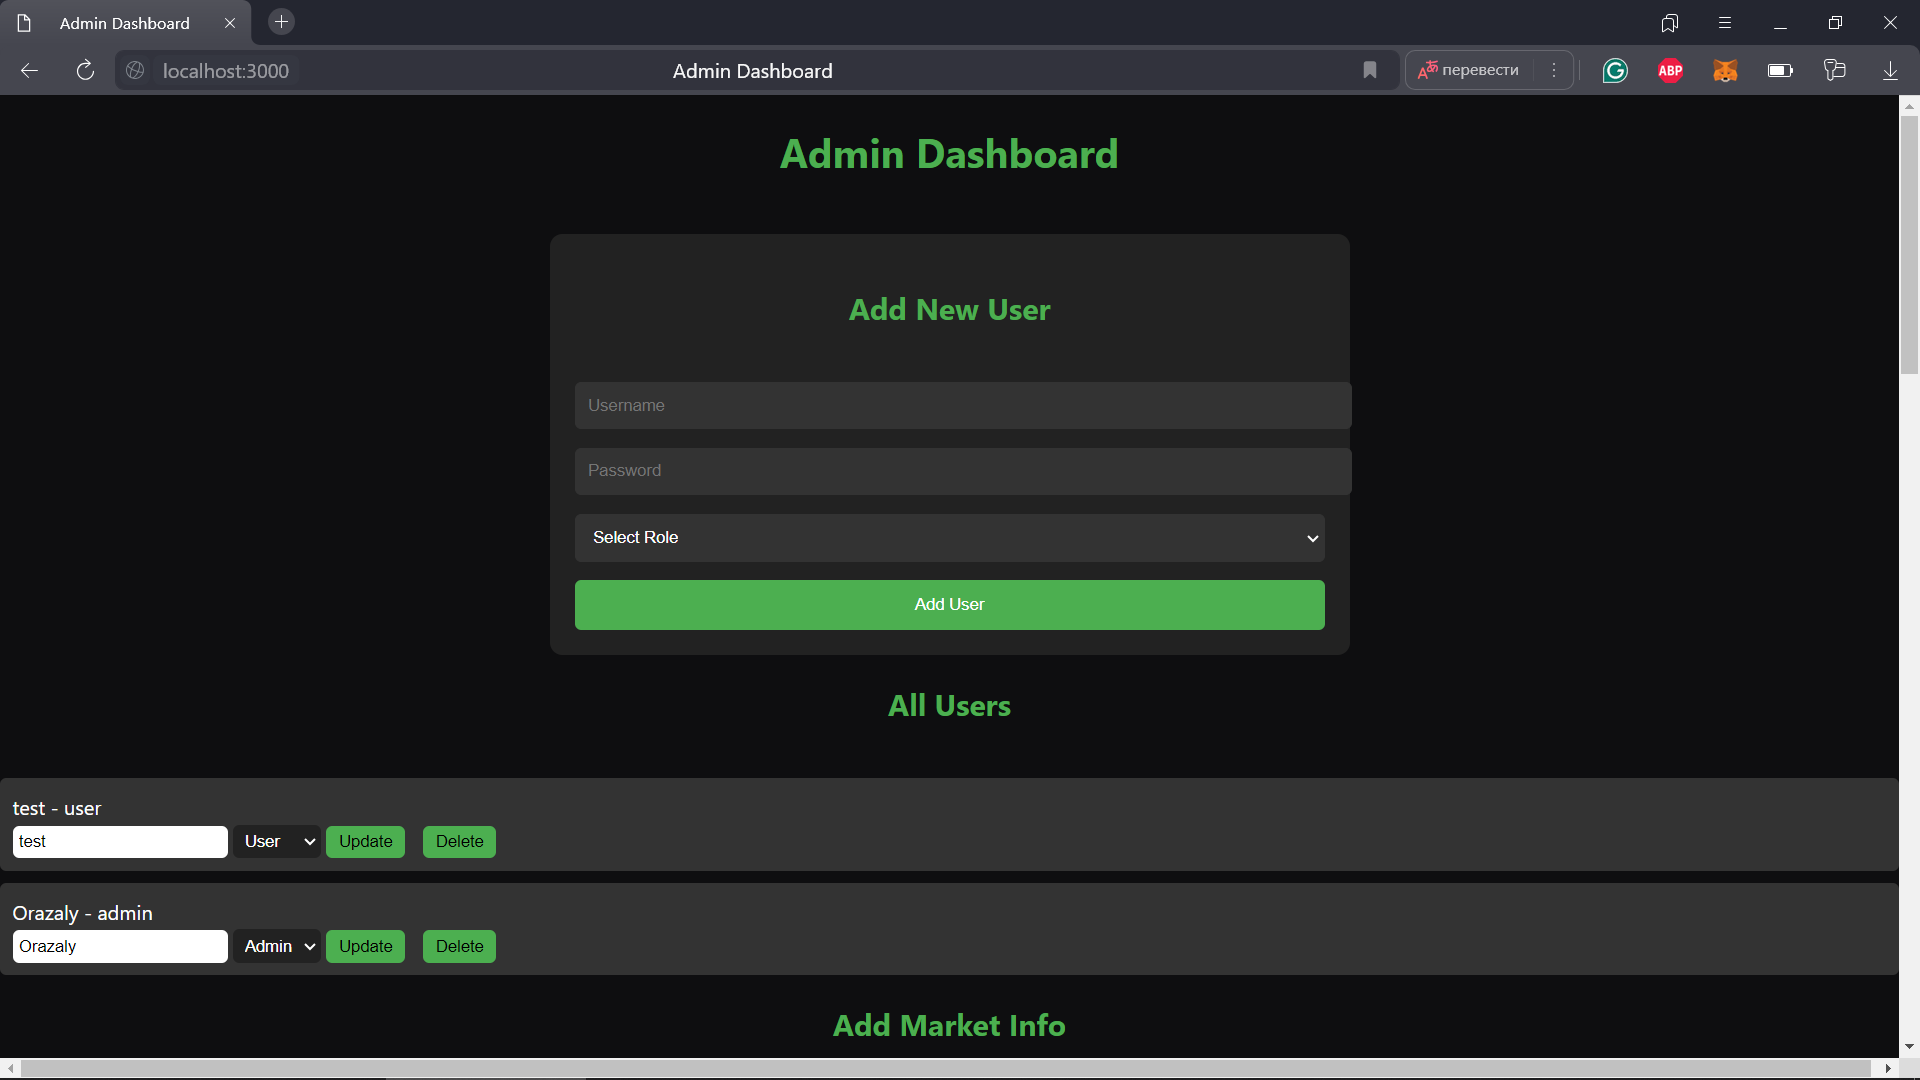 Admin Dashboard
localhost:3000
Admin Dashboard
перевести
ABP
Admin Dashboard
Add New User
Username
Password
Select Role
Add User
All Users
test - user
test
User
Update
Delete
Orazaly - admin
Orazaly
Admin
Update
Delete
Add Market Info